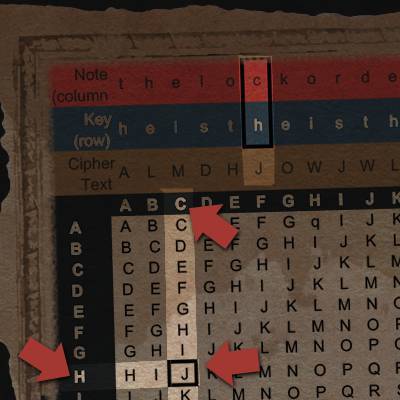 Note t h e l o c k o r d e
(column
Key h e i s t h e i s t h
(row)
Cipher A L M D H J O W J W L
Text
A B C D E F G H I J K
A A B C E F G q I J K
B B C D E F G H I J K L
C C D E F G H I J K L M
D D E F G H I J K L M N
E E F G H I J K L M N O
F F G H I J K L M N O P
G G H I J K L M N O P Q
H H I J L M N O P Q R
I I J K L M N O P Q R